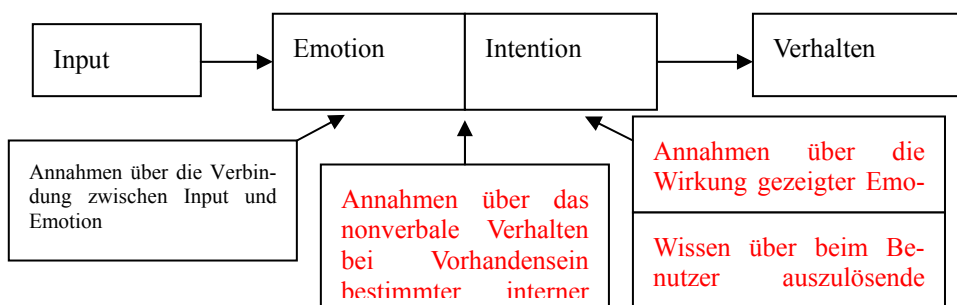 Input
Emotion
Intention
Verhalten
Annahmen über die Verbin-
dung zwischen Input und
Emotion
Annahmen über das
nonverbale Verhalten
bei Vorhandensein
bestimmter interner
Annahmen über die
Wirkung gezeigter Emo-
Wissen über beim Be-
nutzer auszulösende